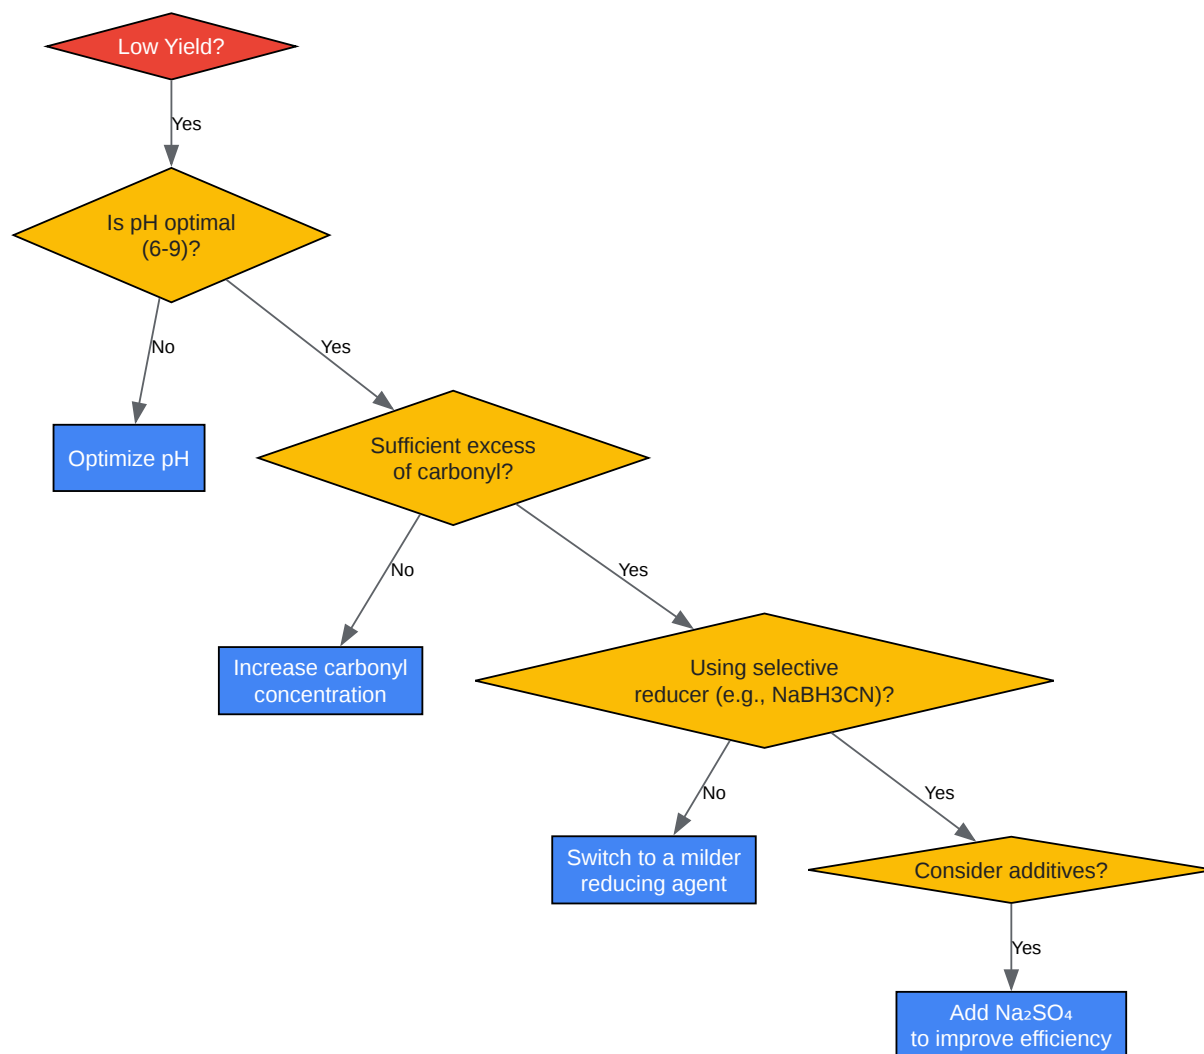 Low Yield?
Yes
Is pH optimal
(6-9)?
No
Yes
Optimize pH
Sufficient excess
of carbonyl?
No
Yes
Increase carbonyl
concentration
Using selective
reducer (e.g., NaBH3CN)?
No
Yes
Switch to a milder
reducing agent
Consider additives?
Yes
Add Na₂SO₄
to improve efficiency